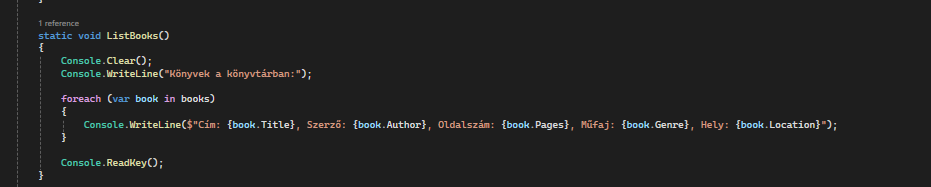 }
1 reference
static void ListBooks()
{
Console.Clear();
Console.WriteLine("Könyvek a könyvtárban:");
foreach (var book in books)
{
Console.WriteLine($"Cím: {book.Title}, Szerző: {book.Author}, Oldalszám: {book.Pages}, Műfaj: {book.Genre}, Hely: {book.Location}");
}
Console.ReadKey();
}